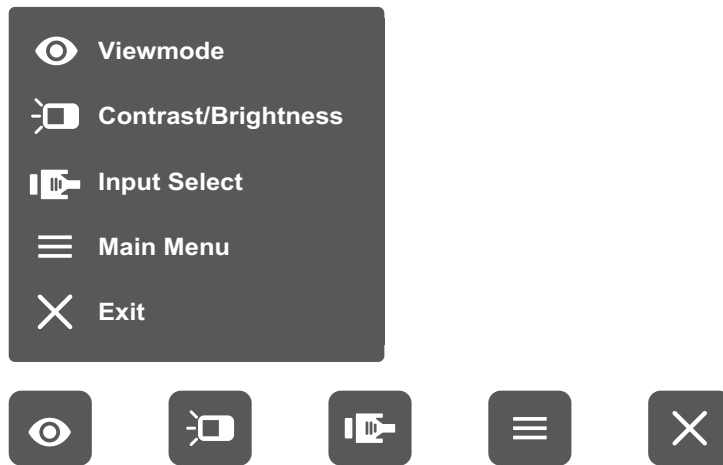 Viewmode
Contrast/Brightness
Input Select
Main Menu
Exit